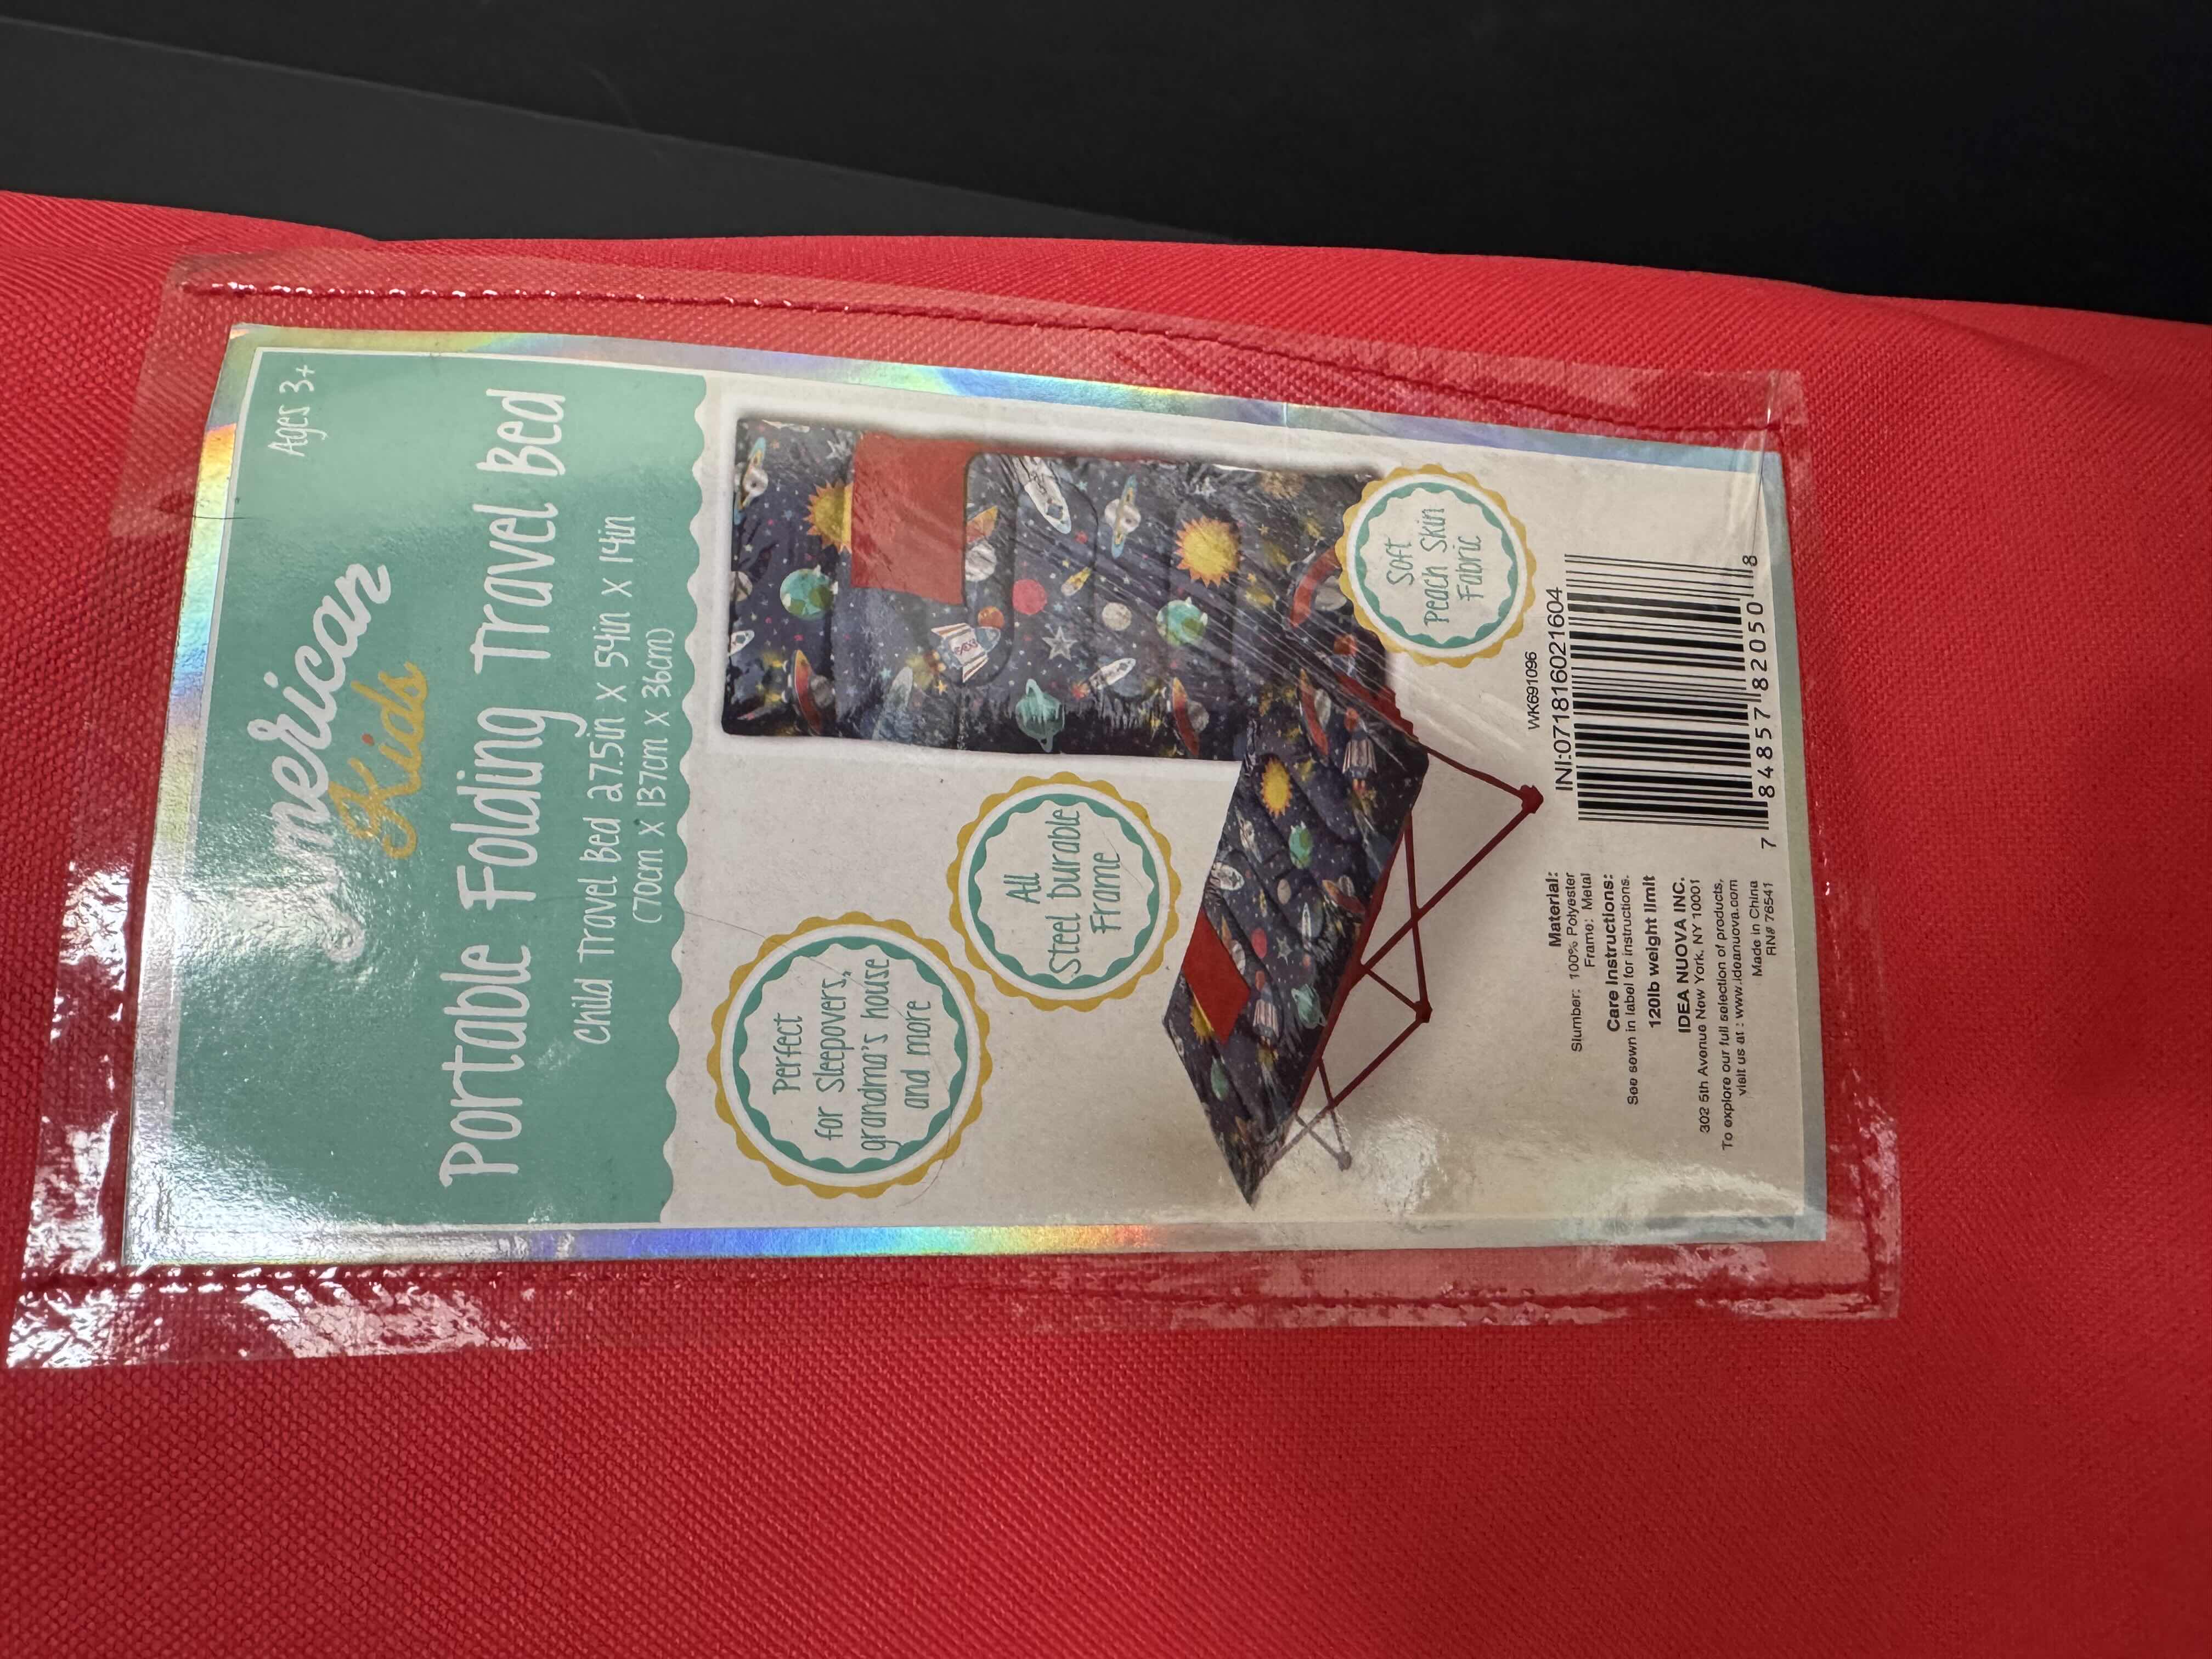 Ages 3+
American
Kids
Portable Folding Travel Bed
Child Travel Bed 27.5in X 54in X 14in
(70cm X 137cm X 36cm)
Perfect
for Sleepovers,
grandma's house
and more
All
Steel Durable
Frame
Soft
Peach Skin
Fabric
Material:
Slumber: 100% Polyester
Frame: Metal
Care Instructions:
See sewn in label for instructions.
120lb weight limit
IDEA NUOVA INC.
302 5th Avenue New York, NY 10001
To explore our full selection of products,
visit us at : www.ideanuova.com
Made in China
RN# 76541
WK691096
INI:071816021604
7 84857 82050 8